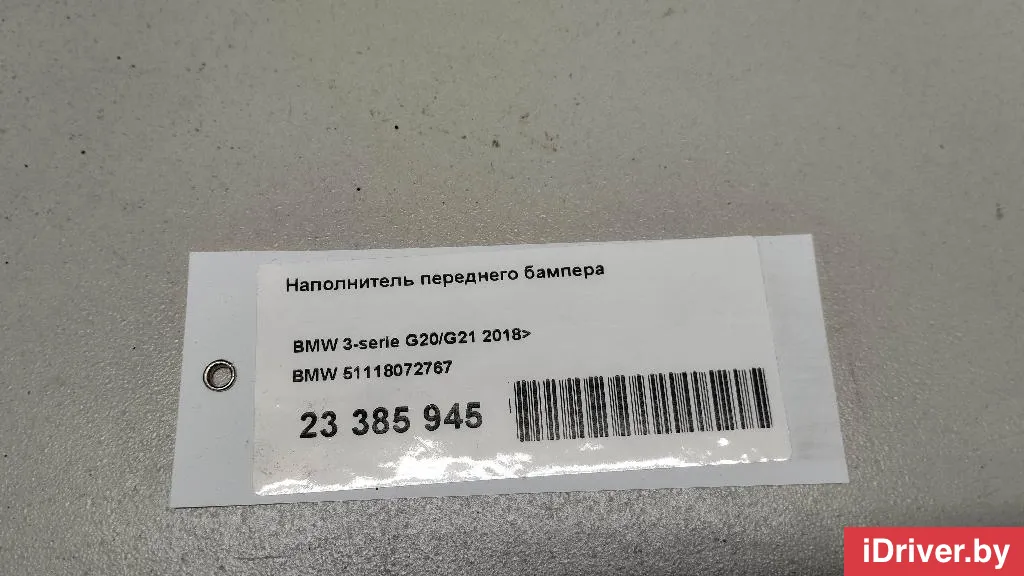 Наполнитель переднего бампера
BMW 3-serie G20/G21 2018>
BMW 51118072767
23 385 945
iDriver.by